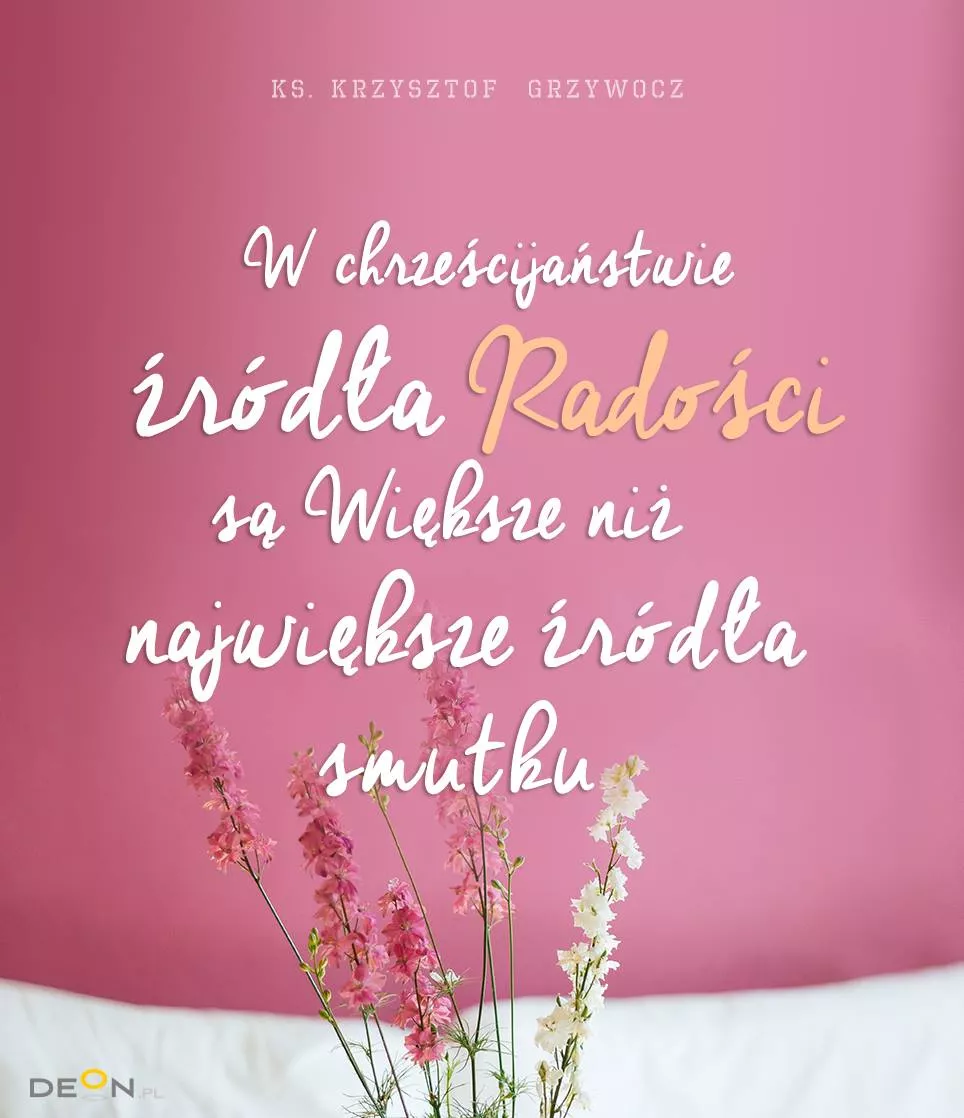 KS. KRZYSZTOF GRZYWOCZ
W chrześcijaństwie
źródła Radości
są Większe niż
największe źródła
smutku
DEON.PL